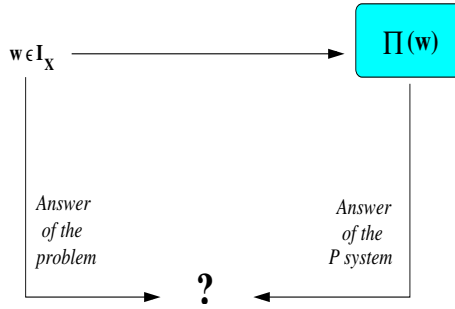 w ϵ I_X
∏ (w)
Answer
of the
problem
Answer
of the
P system
?